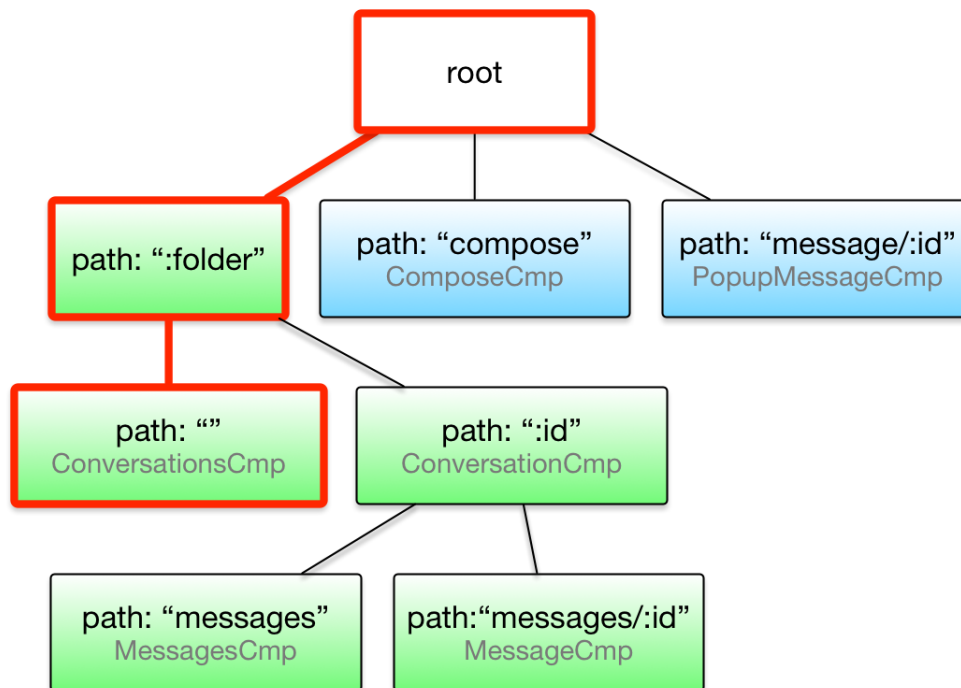 root
path: “:folder”
path: “compose”
ComposeCmp
path: “message/:id”
PopupMessageCmp
path: “”
ConversationsCmp
path: “:id”
ConversationCmp
path: “messages”
MessagesCmp
path:“messages/:id”
MessageCmp